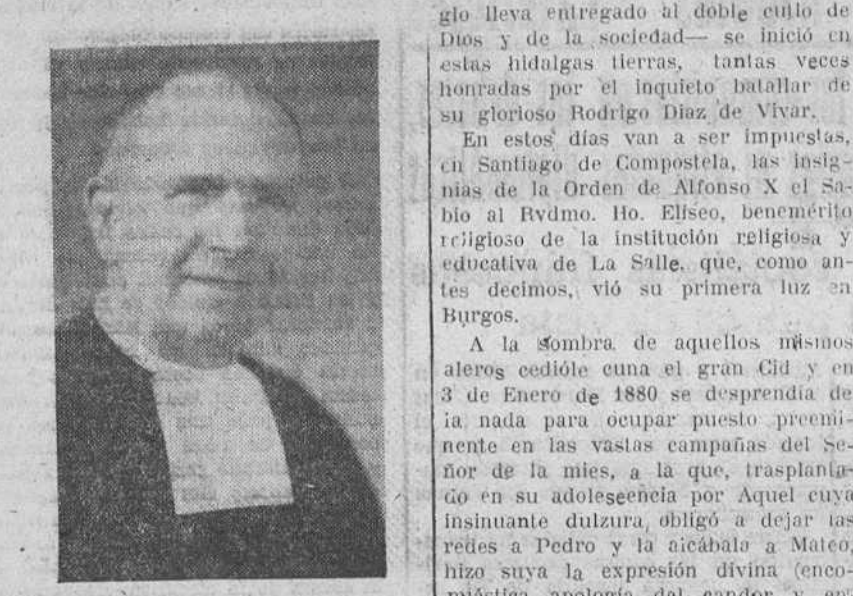 glo lleva entregado al doble culto de
Dios y de la sociedad— se inició en
estas hidalgas tierras, tantas veces
honradas por el inquieto batallar de
su glorioso Rodrigo Diaz de Vivar.
En estos días van a ser impuestas,
en Santiago de Compostela, las insig-
nias de la Orden de Alfonso X el Sa-
bio al Rvdmo. Ho. Eliseo, benemérito
religioso de la institución religiosa y
educativa de La Salle, que, como an-
tes decimos, vió su primera luz en
Burgos.
A la sombra de aquellos mismos
aleros cedióle cuna el gran Cid y en
3 de Enero de 1880 se desprendía de
la nada para ocupar puesto preemi-
nente en las vastas campañas del Se-
ñor de la mies, a la que, trasplanta-
do en su adolescencia por Aquel cuya
insinuante dulzura, obligó a dejar las
redes a Pedro y la alcábala a Mateo,
hizo suya la expresión divina (enco-
miástica apología del candor y